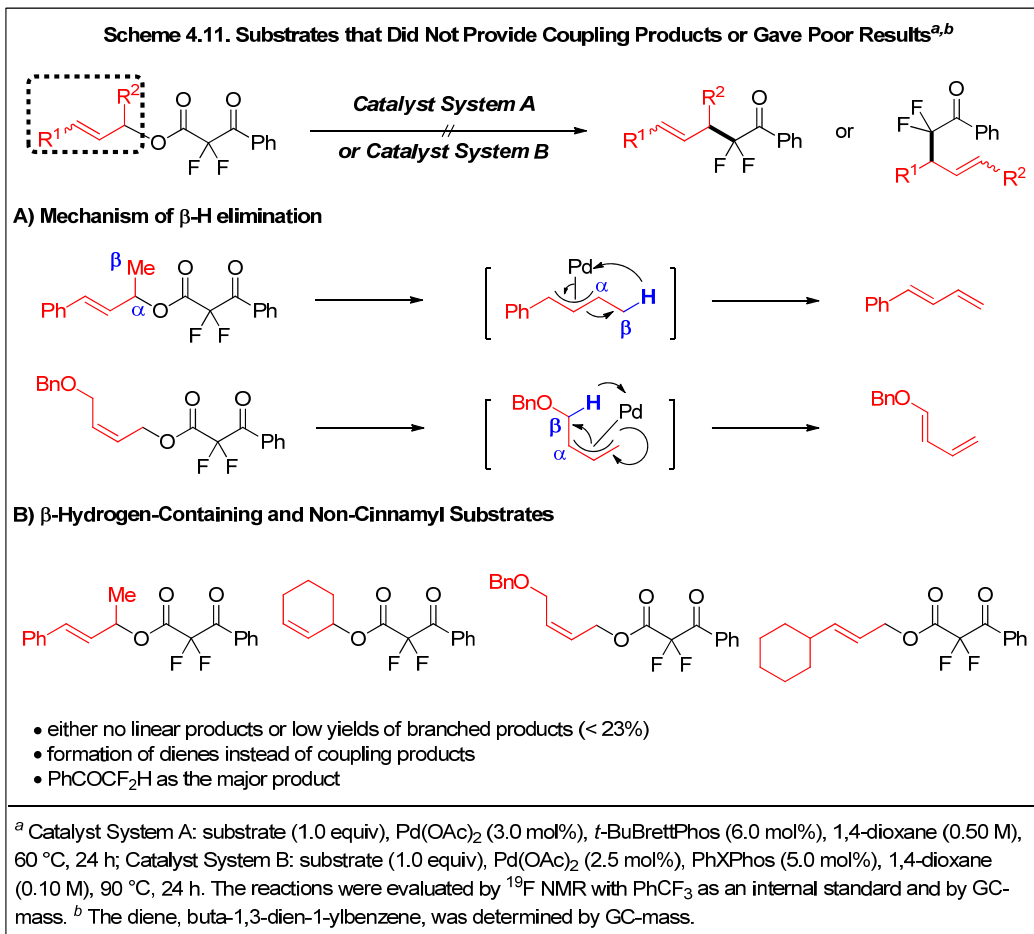 Scheme 4.11. Substrates that Did Not Provide Coupling Products or Gave Poor Results^a,b
R² O O R¹ O Ph F F
Catalyst System A
or Catalyst System B
R² O R¹ Ph F F
or
O F F Ph R¹ R²
A) Mechanism of β-H elimination
β Me O O Ph α O Ph F F
Pd α H Ph β
Ph
BnO O O O Ph F F
BnO H Pd β α
BnO
B) β-Hydrogen-Containing and Non-Cinnamyl Substrates
Me O O Ph O Ph F F
O O O Ph F F
BnO O O O Ph F F
O O O Ph F F
• either no linear products or low yields of branched products (< 23%)
• formation of dienes instead of coupling products
• PhCOCF₂H as the major product
ᵃ Catalyst System A: substrate (1.0 equiv), Pd(OAc)₂ (3.0 mol%), t-BuBrettPhos (6.0 mol%), 1,4-dioxane (0.50 M),
60 °C, 24 h; Catalyst System B: substrate (1.0 equiv), Pd(OAc)₂ (2.5 mol%), PhXPhos (5.0 mol%), 1,4-dioxane
(0.10 M), 90 °C, 24 h. The reactions were evaluated by ¹⁹F NMR with PhCF₃ as an internal standard and by GC-
mass. ᵇ The diene, buta-1,3-dien-1-ylbenzene, was determined by GC-mass.